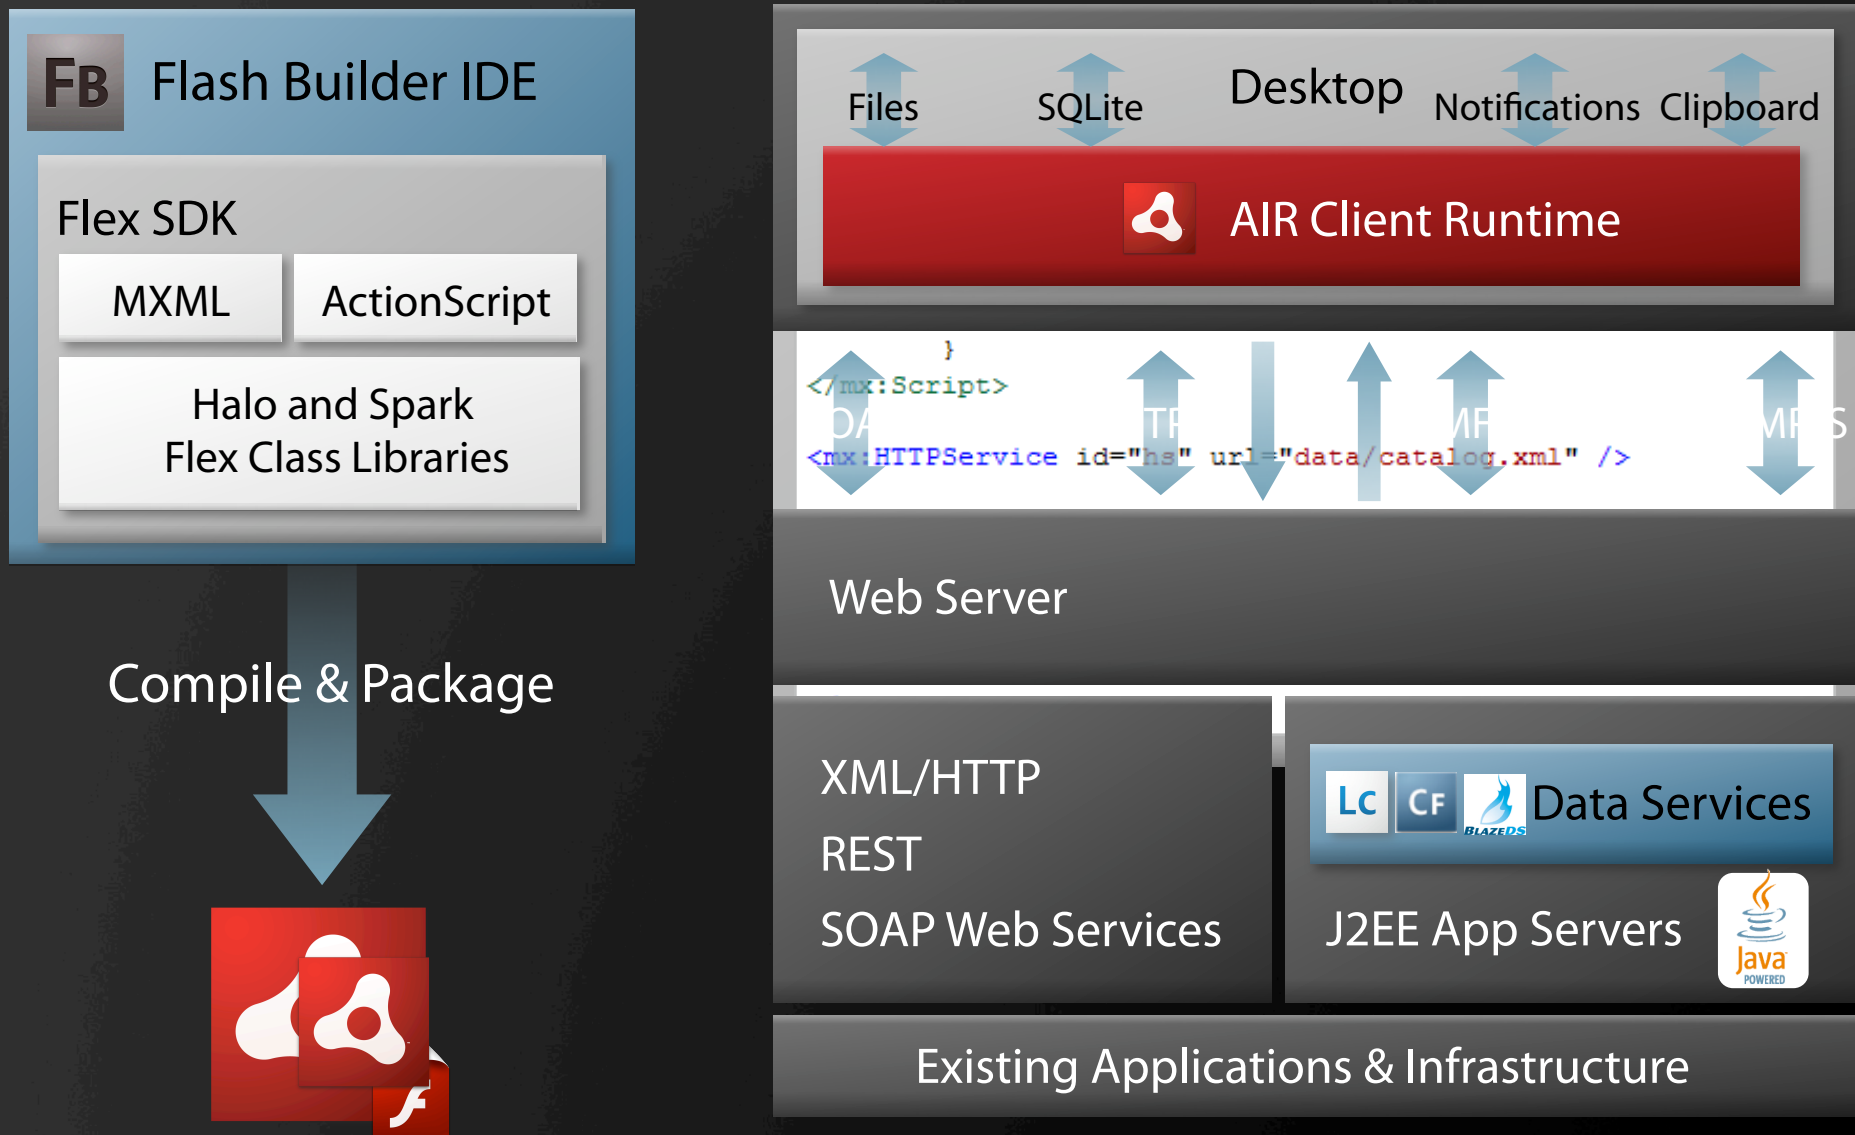 FB
Flash Builder IDE
Flex SDK
MXML
ActionScript
Halo and Spark
Flex Class Libraries
Compile & Package
Files
SQLite
Desktop
Notifications
Clipboard
AIR Client Runtime
}
</mx:Script>
<mx:HTTPService id="hs" url="data/catalog.xml" />
Web Server
XML/HTTP
REST
SOAP Web Services
LC
CF
BLAZEDS
Data Services
J2EE App Servers
Java
POWERED
Existing Applications & Infrastructure